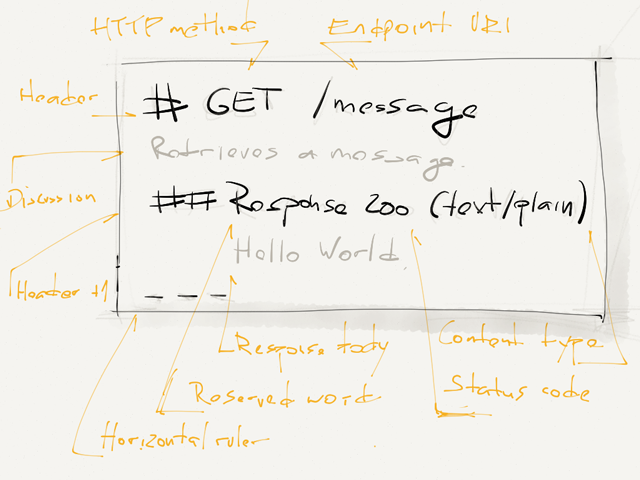 HTTP method Endpoint URI
Header
# GET /message
Retrieves a message.
Discussion
## Response 200 (text/plain)
Hello World.
Header +1
---
Response body
Content type
Reserved word
Status code
Horizontal ruler